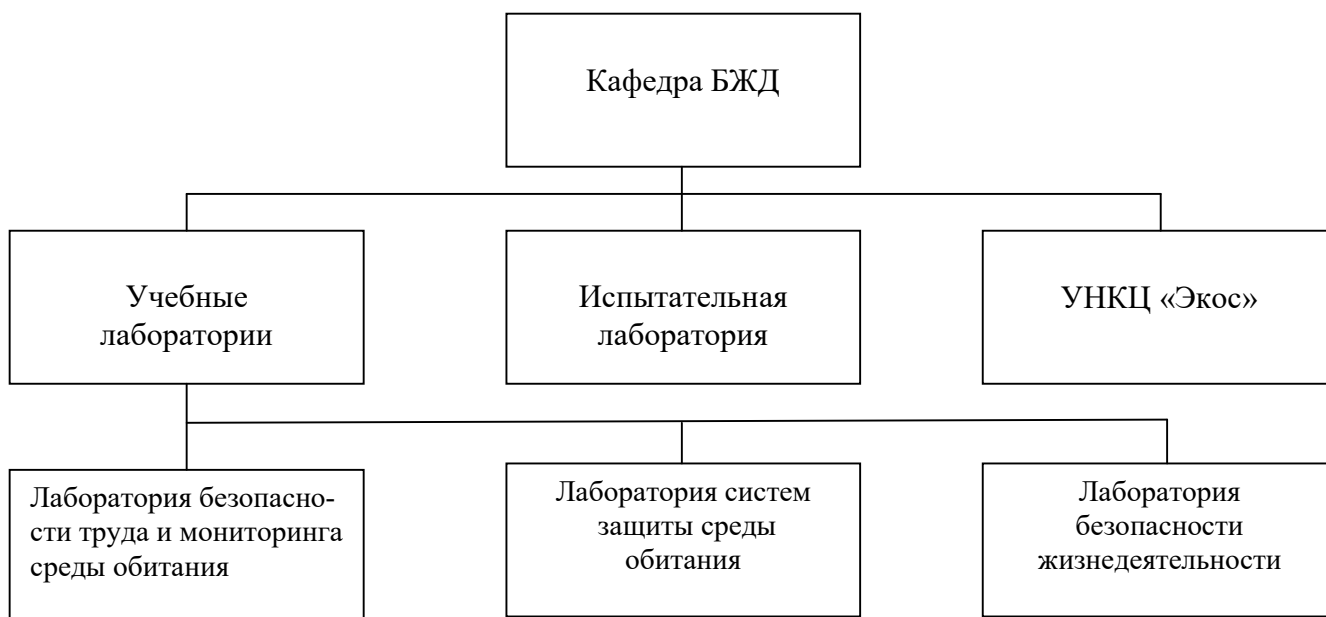 Кафедра БЖД
Учебные
лаборатории
Испытательная
лаборатория
УНКЦ «Экос»
Лаборатория безопасно-
сти труда и мониторинга
среды обитания
Лаборатория систем
защиты среды
обитания
Лаборатория
безопасности
жизнедеятельности